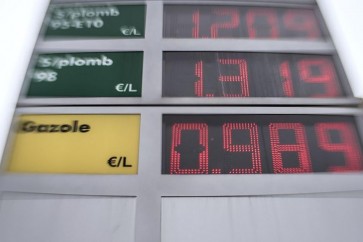 S/plomb
95-E10
€/L
1.209
S/plomb
98
€/L
1.319
Gazole
€/L
0.989